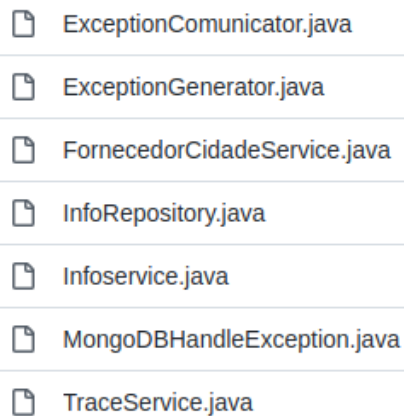 ExceptionComunicator.java
ExceptionGenerator.java
FornecedorCidadeService.java
InfoRepository.java
Infoservice.java
MongoDBHandleException.java
TraceService.java